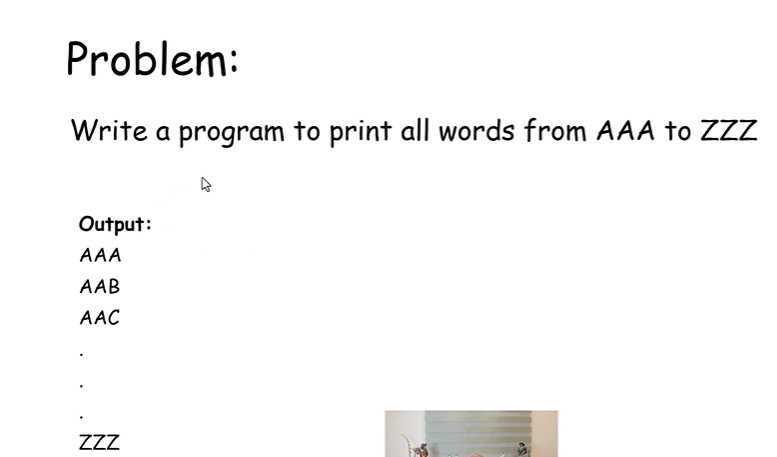 Problem:
Write a program to print all words from AAA to ZZZ
Output:
AAA
AAB
AAC
.
.
.
ZZZ